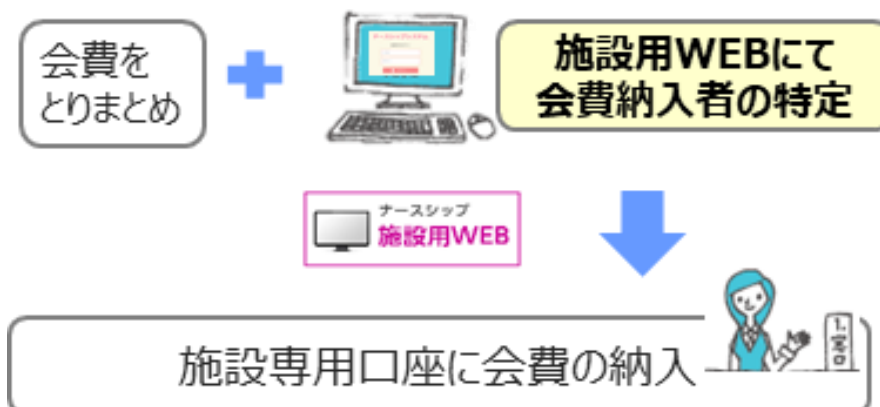 会費を
とりまとめ
施設用WEBにて
会費納入者の特定
ナースシップ
施設用WEB
施設専用口座に会費の納入